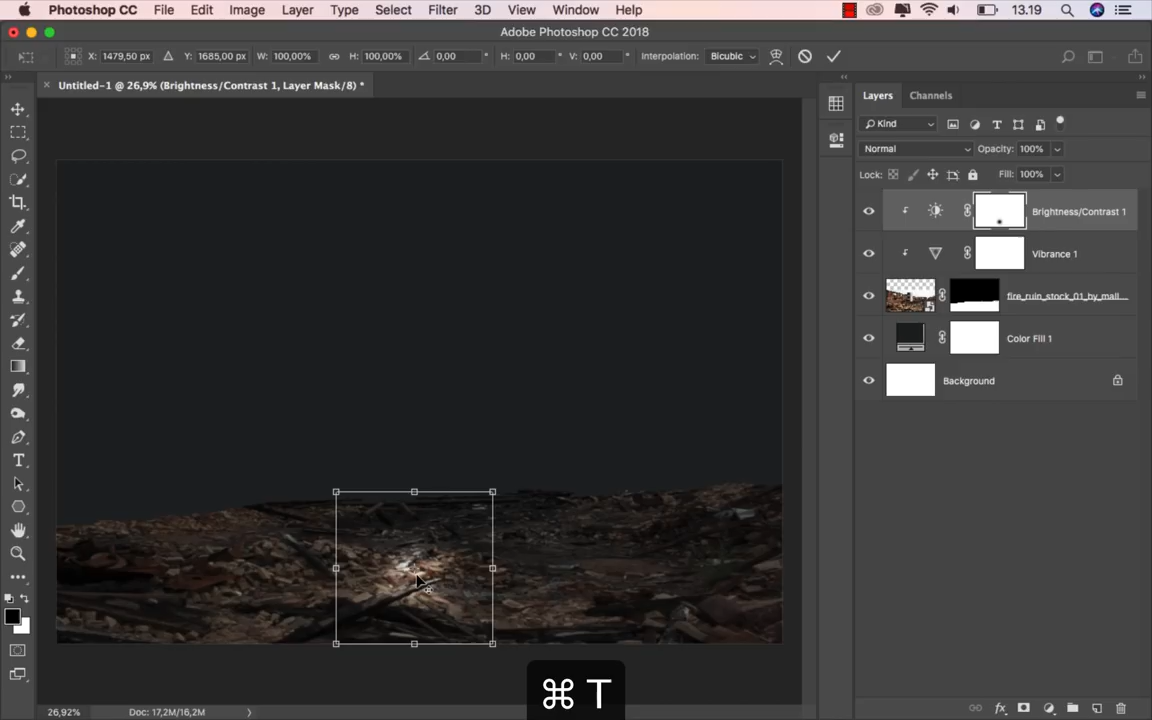 Photoshop CC File Edit Image Layer Type Select Filter 3D View Window Help 13.19
Adobe Photoshop CC 2018
X: 1479,50 px Y: 1685,00 px W: 100,00% H: 100,00% 0,00 H: 0,00 V: 0,00 Interpolation: Bicubic
× Untitled-1 @ 26,9% (Brightness/Contrast 1, Layer Mask/8) *
Layers Channels
Kind
Normal Opacity: 100%
Lock: Fill: 100%
Brightness/Contrast 1
Vibrance 1
fire_ruin_stock_01_by_mall...
Color Fill 1
Background
⌘ T
26,92% Doc: 17,2M/16,2M